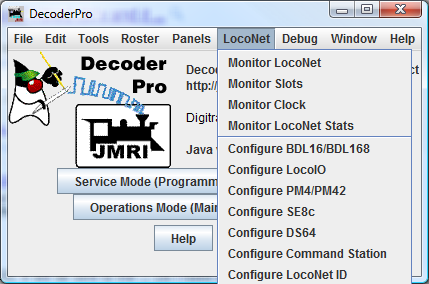 DecoderPro
File Edit Tools Roster Panels LocoNet Debug Window Help
Decoder
Pro
JMRI
Deco
http://
Digitra
Java v
ct
Service Mode (Programm
Operations Mode (Main
Help
Monitor LocoNet
Monitor Slots
Monitor Clock
Monitor LocoNet Stats
Configure BDL16/BDL168
Configure LocoIO
Configure PM4/PM42
Configure SE8c
Configure DS64
Configure Command Station
Configure LocoNet ID